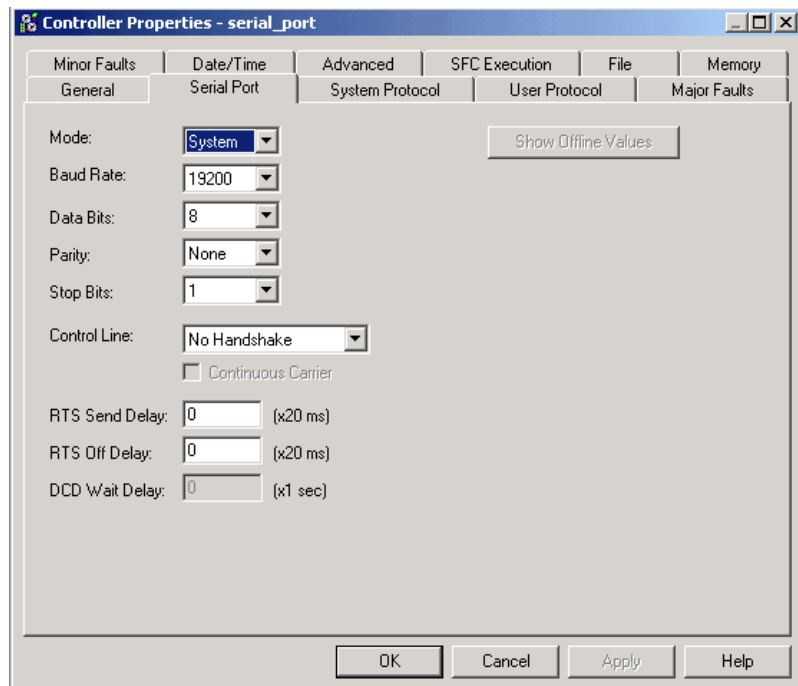 Controller Properties - serial_port
Minor Faults Date/Time Advanced SFC Execution File Memory
General Serial Port System Protocol User Protocol Major Faults
Mode: System Show Offline Values
Baud Rate: 19200
Data Bits: 8
Parity: None
Stop Bits: 1
Control Line: No Handshake
Continuous Carrier
RTS Send Delay: 0 (x20 ms)
RTS Off Delay: 0 (x20 ms)
DCD Wait Delay: 0 (x1 sec)
OK Cancel Apply Help